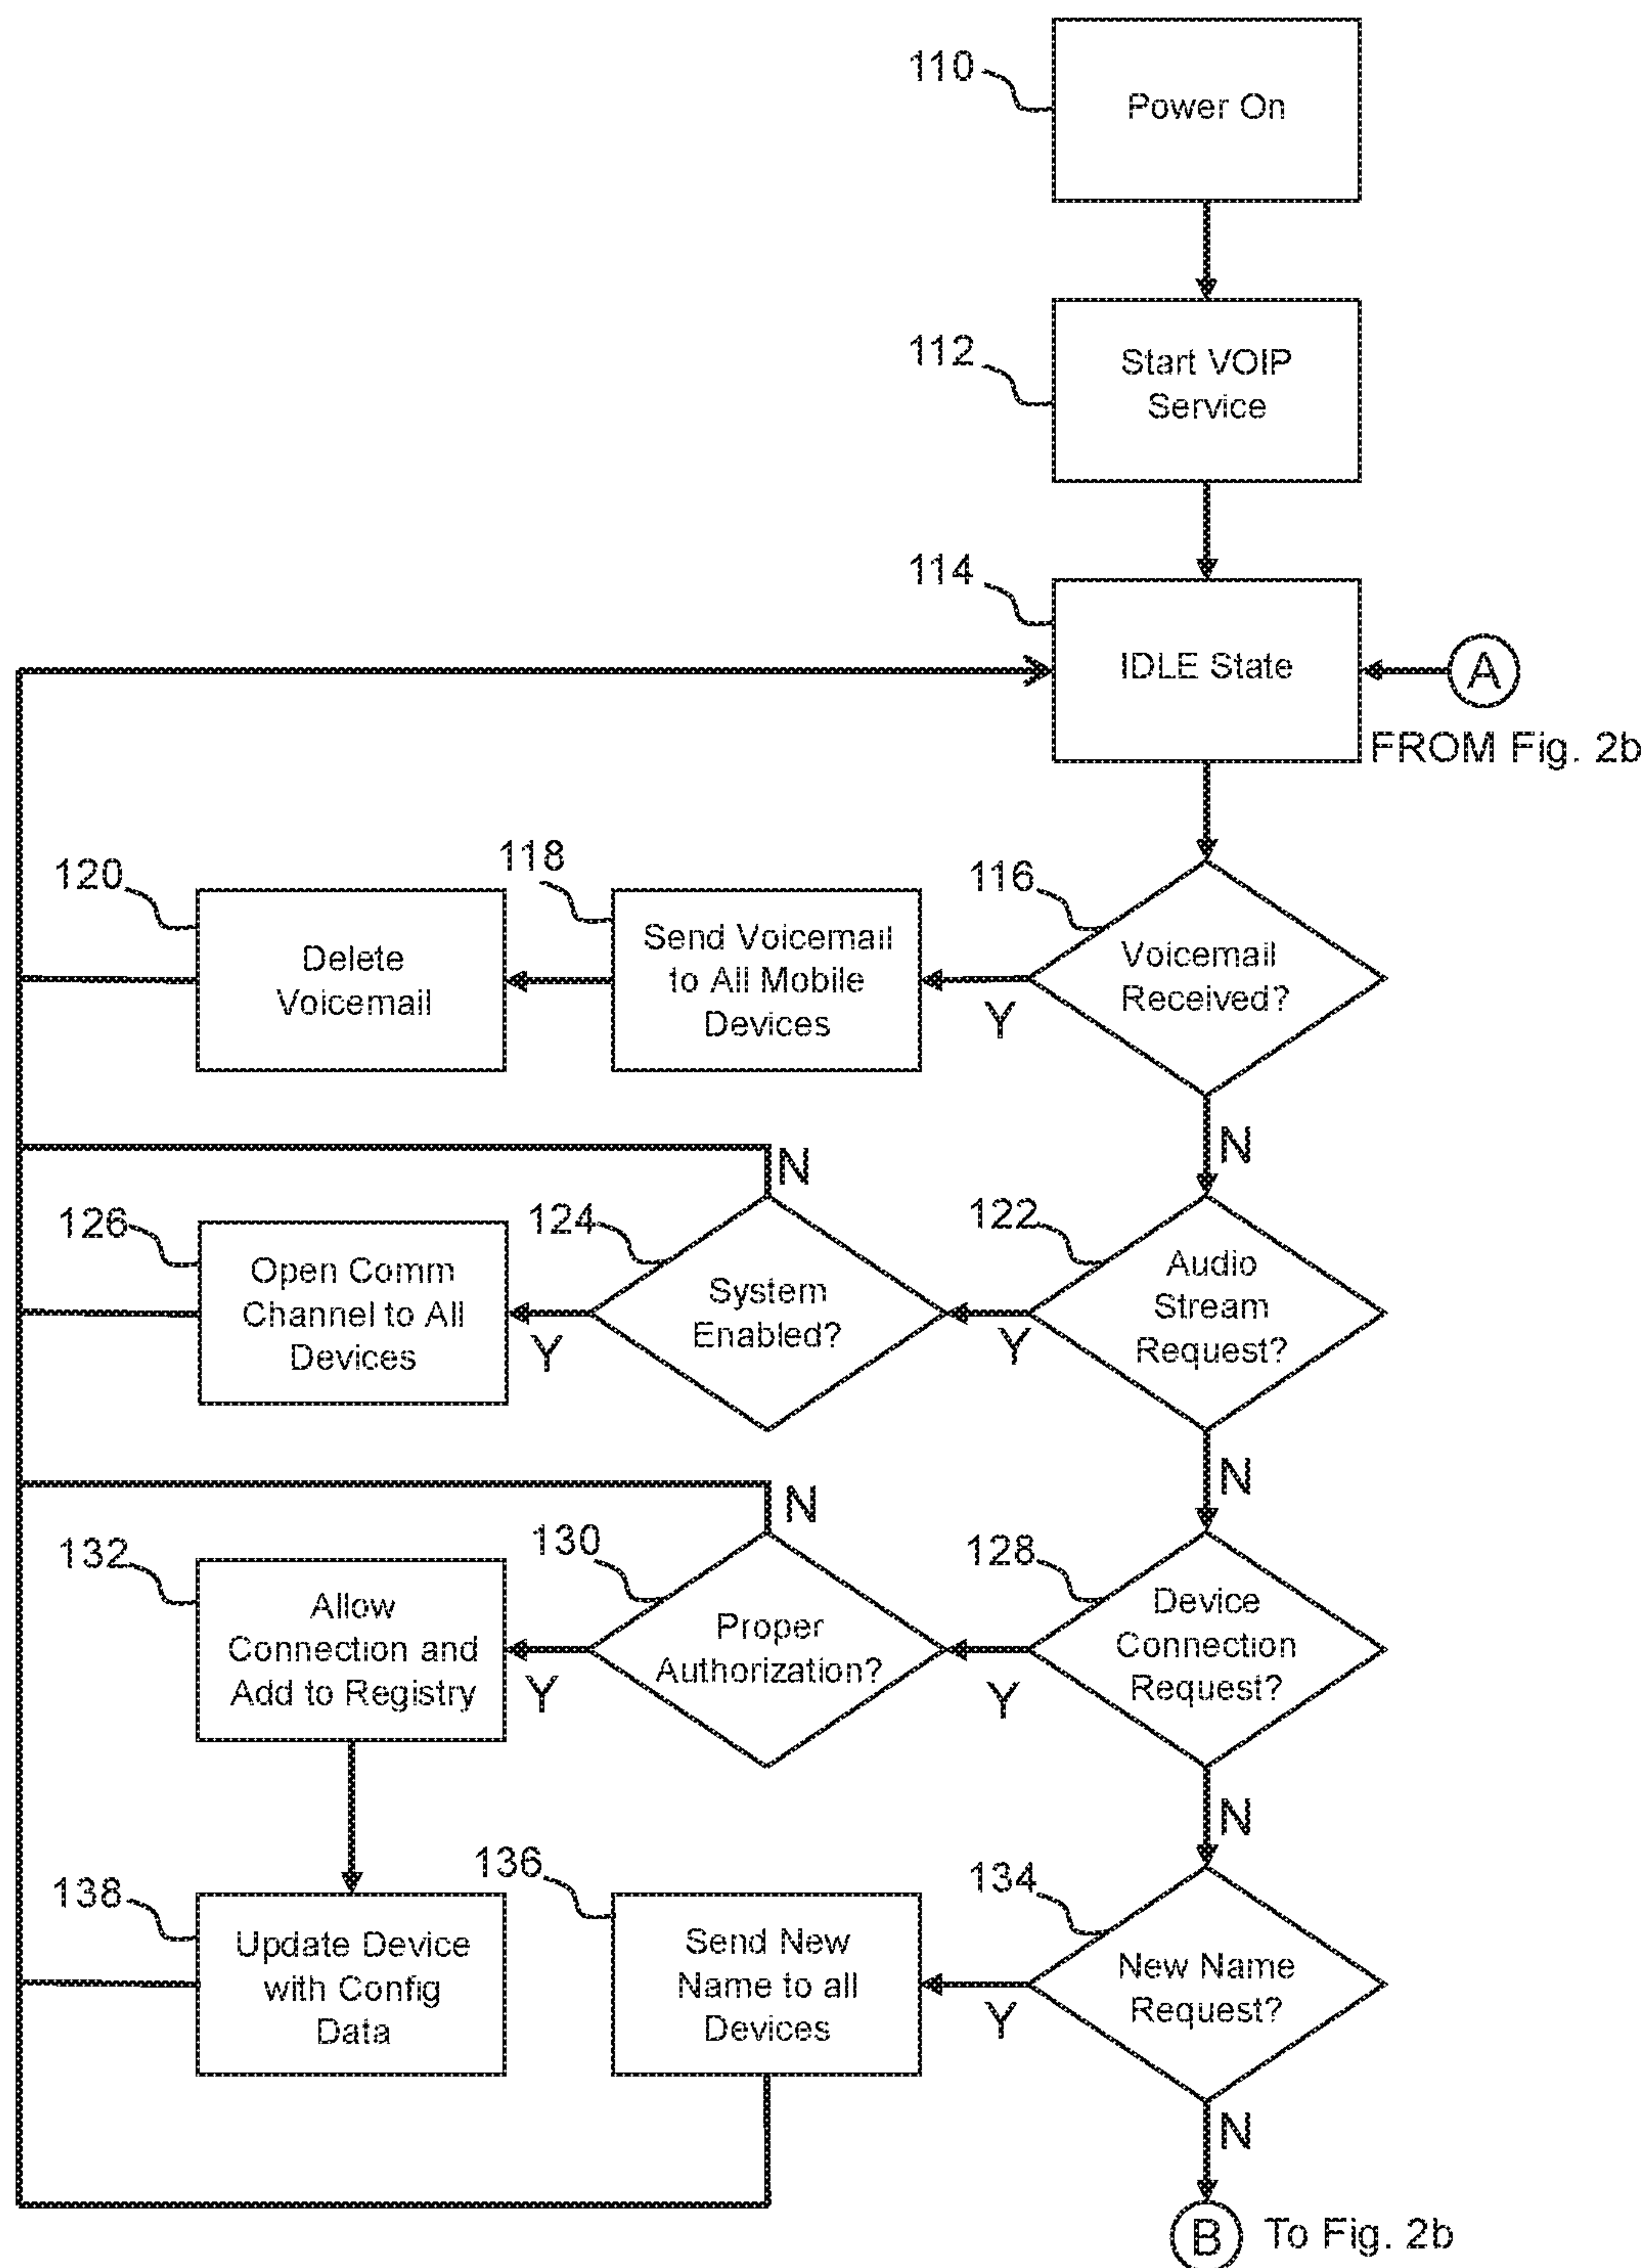 110
Power On
112
Start VOIP
Service
114
IDLE State
A
FROM Fig. 2b
120
118
116
Delete
Voicemail
Send Voicemail
to All Mobile
Devices
Voicemail
Received?
Y
N
N
126
124
122
Open Comm
Channel to All
Devices
System
Enabled?
Audio
Stream
Request?
Y
Y
N
N
132
130
128
Allow
Connection and
Add to Registry
Proper
Authorization?
Device
Connection
Request?
Y
Y
N
138
136
134
Update Device
with Config
Data
Send New
Name to all
Devices
New Name
Request?
Y
N
B To Fig. 2b